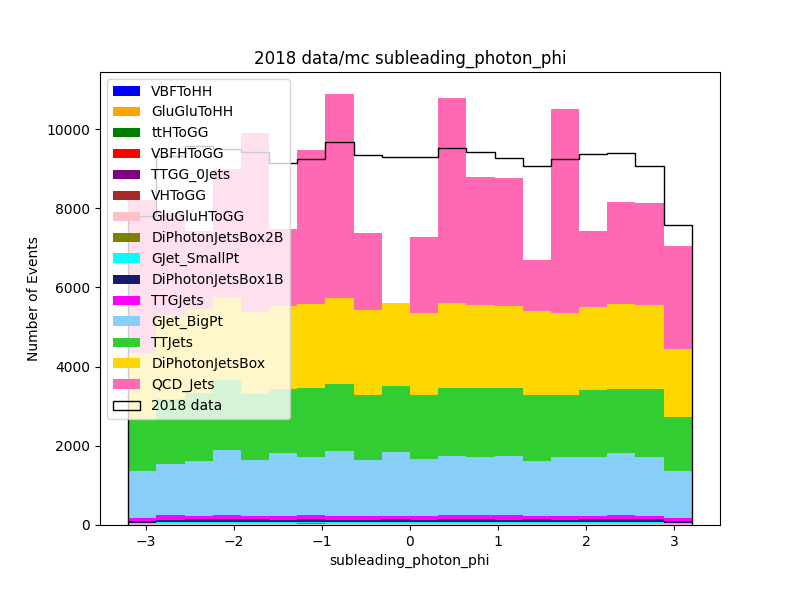 2018 data/mc subleading_photon_phi
Number of Events
10000
8000
6000
4000
2000
0
VBFToHH
GluGluToHH
ttHToGG
VBFHToGG
TTGG_0Jets
VHToGG
GluGluHToGG
DiPhotonJetsBox2B
GJet_SmallPt
DiPhotonJetsBox1B
TTGJets
GJet_BigPt
TTJets
DiPhotonJetsBox
QCD_Jets
2018 data
−3 −2 −1 0 1 2 3
subleading_photon_phi